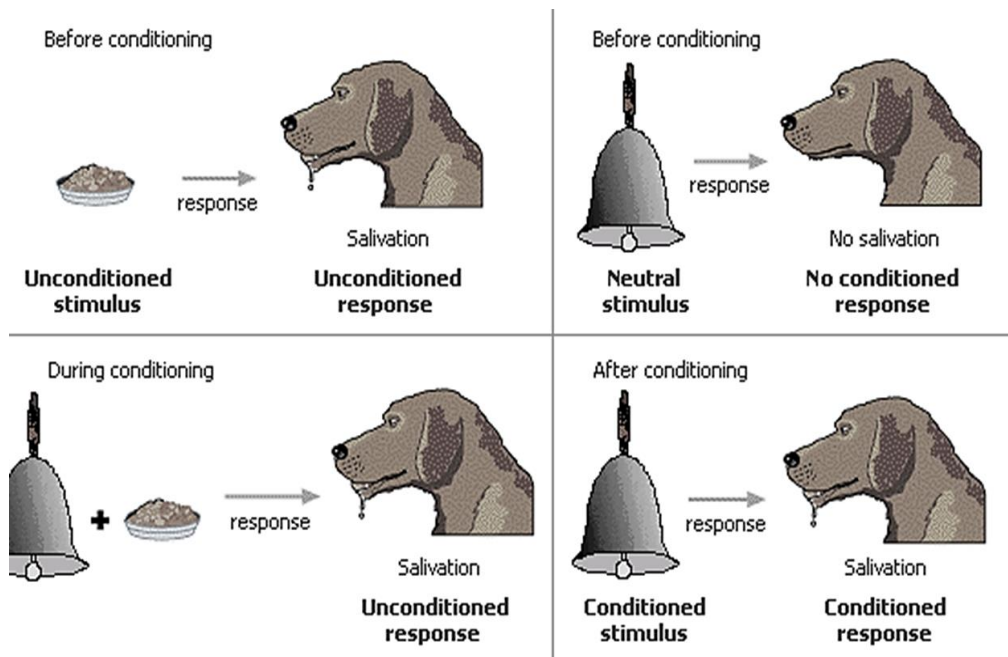 Before conditioning
response
Salivation
Unconditioned
stimulus
Unconditioned
response
Before conditioning
response
No salivation
Neutral
stimulus
No conditioned
response
During conditioning
+
response
Salivation
Unconditioned
response
After conditioning
response
Salivation
Conditioned
stimulus
Conditioned
response